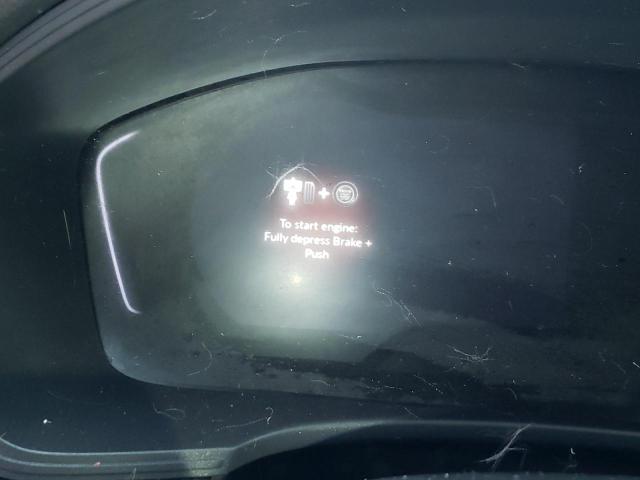 To start engine:
Fully depress Brake +
Push